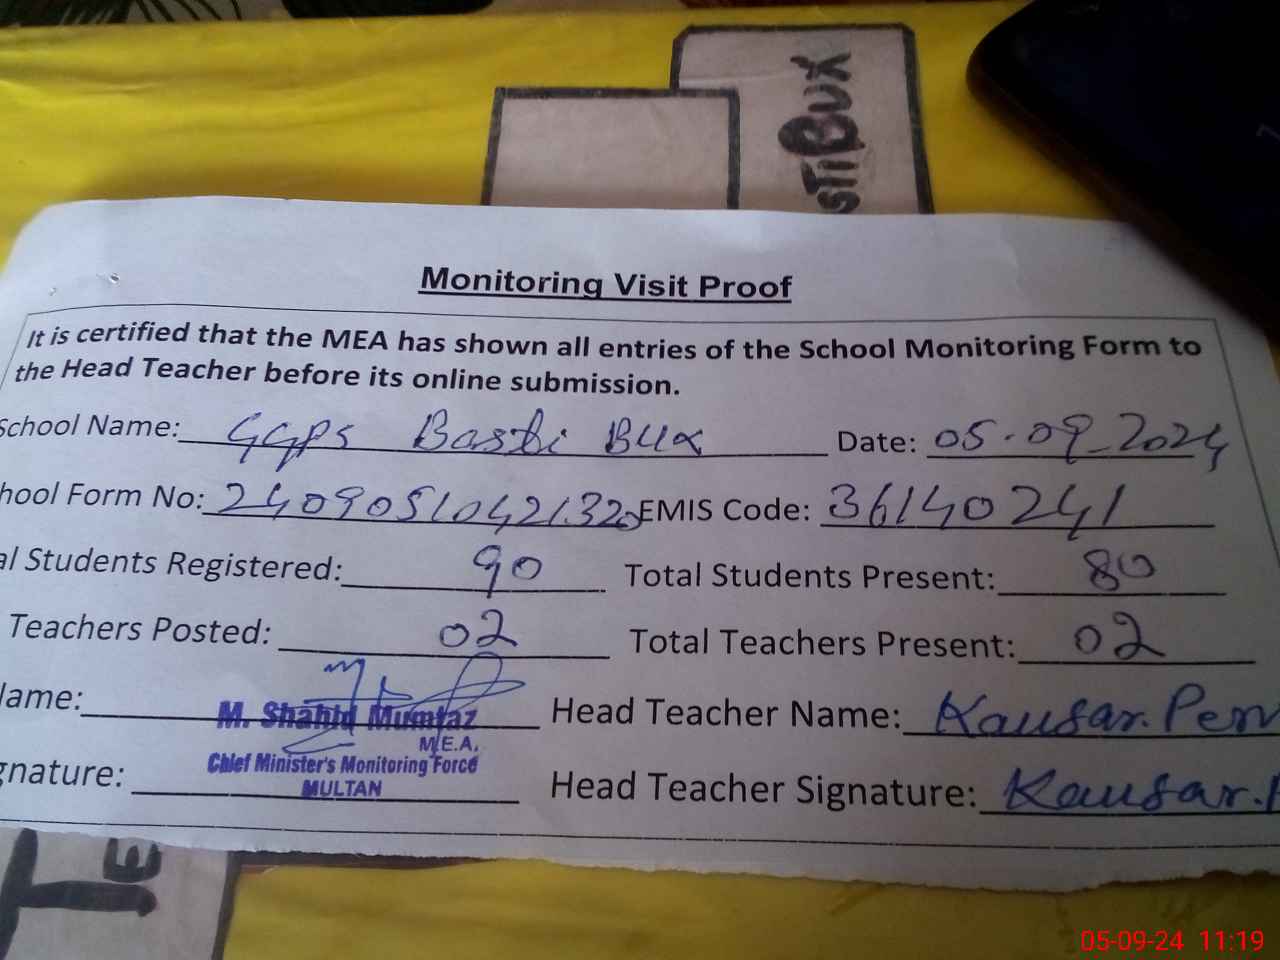 STiBUX
Monitoring Visit Proof
It is certified that the MEA has shown all entries of the School Monitoring Form to
the Head Teacher before its online submission.
School Name: GGPS Basti Bux Date: 05-09-2024
hool Form No: EMIS Code: 36140241
al Students Registered: 90 Total Students Present: 80
Teachers Posted: 02 Total Teachers Present: 02
Name: M. Shahid Mumtaz Head Teacher Name: Kausar. Perv
M.E.A.
Chief Minister's Monitoring Force
gnature: MULTAN Head Teacher Signature: Kausar.
TE
05-09-24 11:19